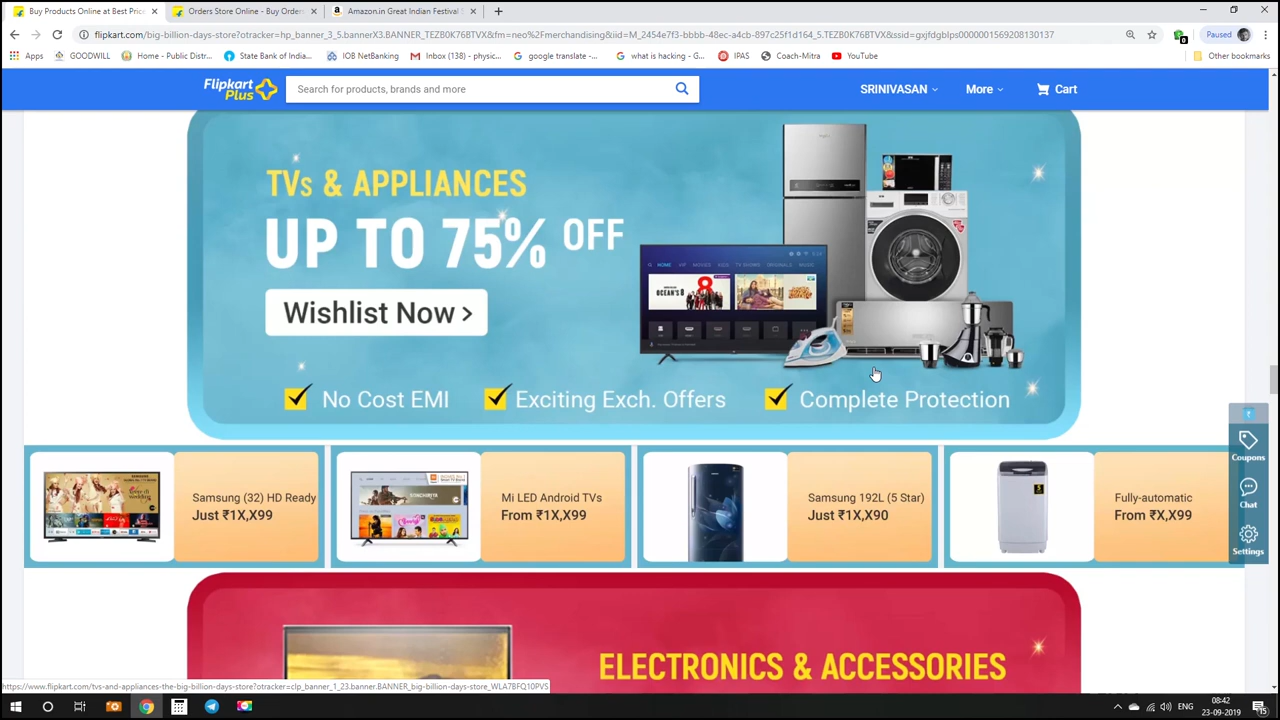 Buy Products Online at Best Pric
Orders Store Online - Buy Order
Amazon.in Great Indian Festival
flipkart.com/big-billion-days-store?otracker=hp_banner_3_5.bannerX3.BANNER_TEZB0K76BTVX&fm=neo%2Fmerchandising&iid=M_2454e7f3-bbbb-48ec-a4cb-897c25f1d164_5.TEZB0K76BTVX&ssid=gxjfdgblps0000001569208130137
Paused
Apps
GOODWILL
Home - Public Distr...
State Bank of India...
IOB NetBanking
Inbox (138) - physic...
google translate -...
what is hacking - G...
IPAS
Coach-Mitra
YouTube
Other bookmarks
Flipkart
Plus
Search for products, brands and more
SRINIVASAN
More
Cart
TVs & APPLIANCES
UP TO 75% OFF
Wishlist Now >
No Cost EMI
Exciting Exch. Offers
Complete Protection
Samsung (32) HD Ready
Just ₹1X,X99
Mi LED Android TVs
From ₹1X,X99
Samsung 192L (5 Star)
Just ₹1X,X90
Fully-automatic
From ₹X,X99
Coupons
Chat
Settings
ELECTRONICS & ACCESSORIES
https://www.flipkart.com/tvs-and-appliances-the-big-billion-days-store?otracker=clp_banner_1_23.banner.BANNER_big-billion-days-store_WLA7BFQ10PVS
ENG
08:42
23-09-2019
15